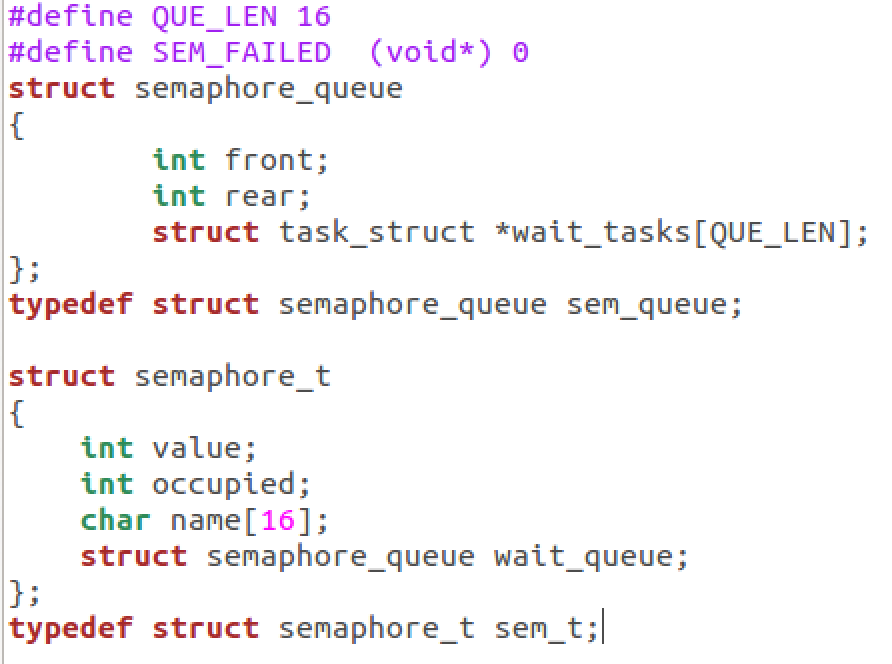 #define QUE_LEN 16
#define SEM_FAILED  (void*) 0
struct semaphore_queue
{
        int front;
        int rear;
        struct task_struct *wait_tasks[QUE_LEN];
};
typedef struct semaphore_queue sem_queue;

struct semaphore_t
{
    int value;
    int occupied;
    char name[16];
    struct semaphore_queue wait_queue;
};
typedef struct semaphore_t sem_t;